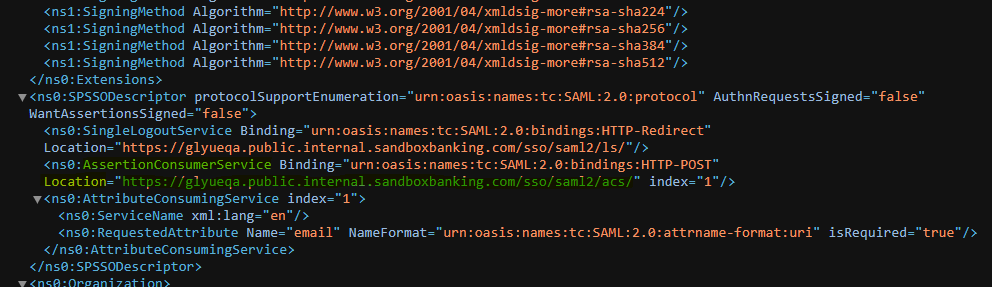 <ns1:SigningMethod Algorithm="http://www.w3.org/2001/04/xmldsig-more#rsa-sha224"/>
<ns1:SigningMethod Algorithm="http://www.w3.org/2001/04/xmldsig-more#rsa-sha256"/>
<ns1:SigningMethod Algorithm="http://www.w3.org/2001/04/xmldsig-more#rsa-sha384"/>
<ns1:SigningMethod Algorithm="http://www.w3.org/2001/04/xmldsig-more#rsa-sha512"/>
</ns0:Extensions>
<ns0:SPSSODescriptor protocolSupportEnumeration="urn:oasis:names:tc:SAML:2.0:protocol" AuthnRequestsSigned="false"
WantAssertionsSigned="false">
<ns0:SingleLogoutService Binding="urn:oasis:names:tc:SAML:2.0:bindings:HTTP-Redirect"
Location="https://glyueqa.public.internal.sandboxbanking.com/sso/saml2/ls/"/>
<ns0:AssertionConsumerService Binding="urn:oasis:names:tc:SAML:2.0:bindings:HTTP-POST"
Location="https://glyueqa.public.internal.sandboxbanking.com/sso/saml2/acs/" index="1"/>
<ns0:AttributeConsumingService index="1">
<ns0:ServiceName xml:lang="en"/>
<ns0:RequestedAttribute Name="email" NameFormat="urn:oasis:names:tc:SAML:2.0:attrname-format:uri" isRequired="true"/>
</ns0:AttributeConsumingService>
</ns0:SPSSODescriptor>
<ns0:Organization>